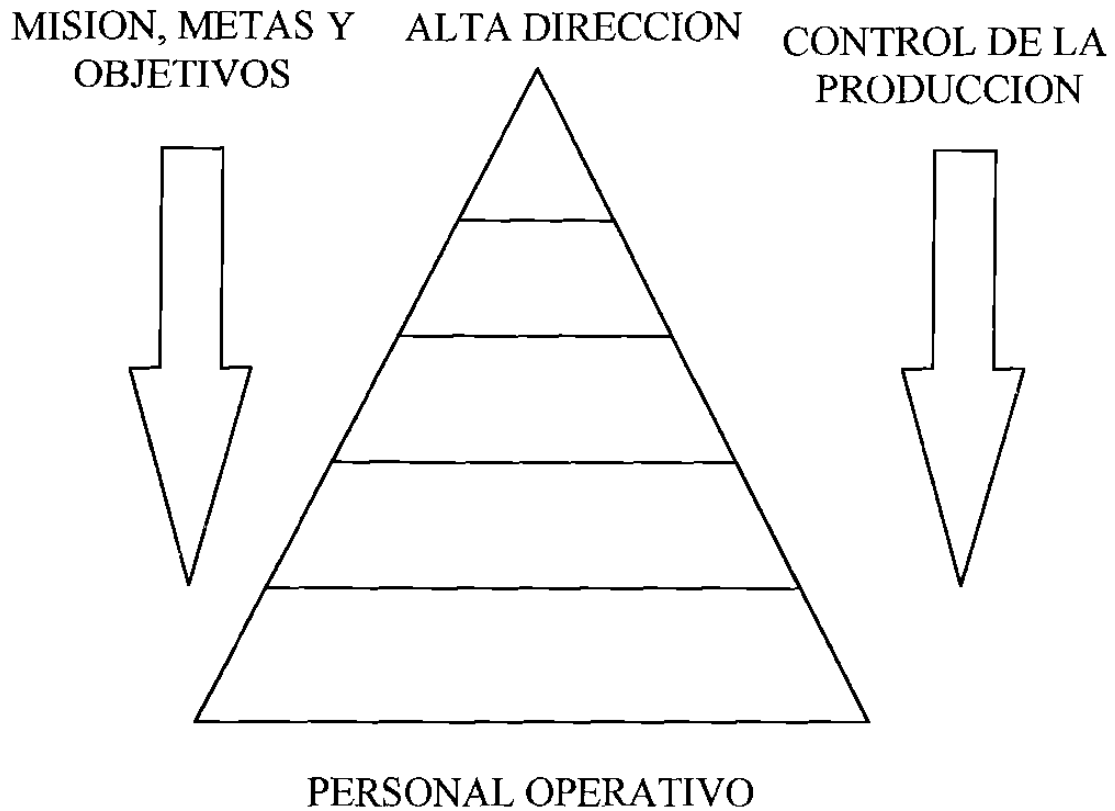 MISION, METAS Y
OBJETIVOS
ALTA DIRECCION
CONTROL DE LA
PRODUCCION
PERSONAL OPERATIVO